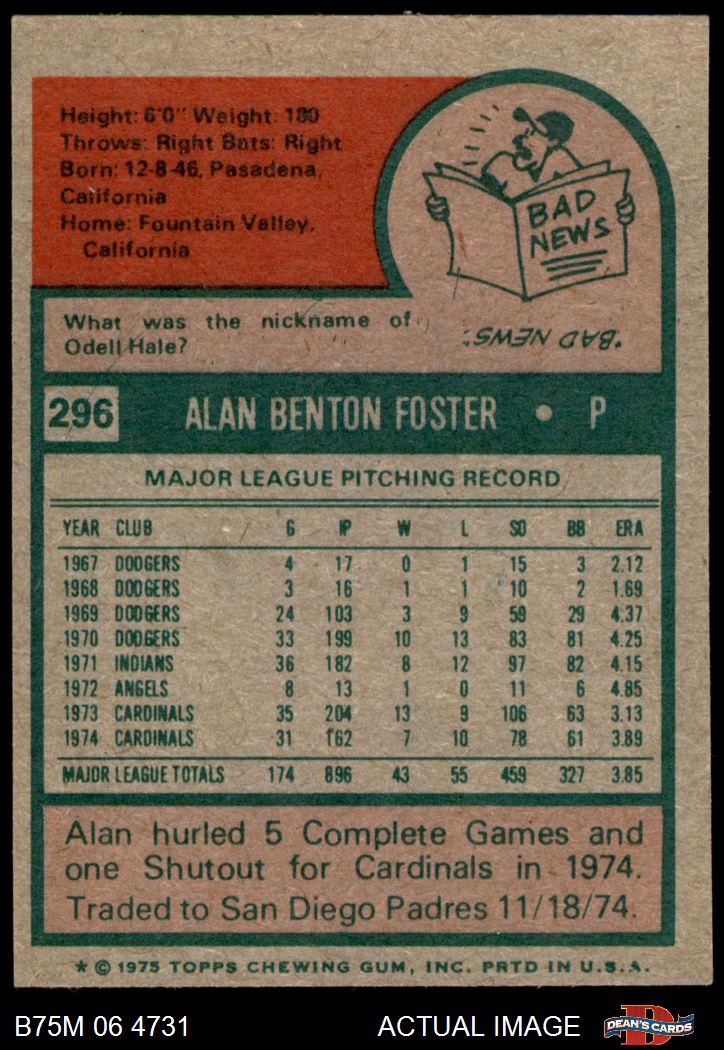 Height: 6'0" Weight: 180
Throws: Right Bats: Right
Born: 12-8-46, Pasadena,
California
Home: Fountain Valley,
California
BAD
NEWS
What was the nickname of
Odell Hale?
"BAD NEWS."
296 ALAN BENTON FOSTER • P
MAJOR LEAGUE PITCHING RECORD
YEAR CLUB G IP W L SO BB ERA
1967 DODGERS 4 17 0 1 15 3 2.12
1968 DODGERS 3 16 1 1 10 2 1.69
1969 DODGERS 24 103 3 9 59 29 4.37
1970 DODGERS 33 199 10 13 83 81 4.25
1971 INDIANS 36 182 8 12 97 82 4.15
1972 ANGELS 8 13 1 0 11 6 4.85
1973 CARDINALS 35 204 13 9 106 63 3.13
1974 CARDINALS 31 162 7 10 78 61 3.89
MAJOR LEAGUE TOTALS 174 896 43 55 459 327 3.85
Alan hurled 5 Complete Games and
one Shutout for Cardinals in 1974.
Traded to San Diego Padres 11/18/74.
* © 1975 TOPPS CHEWING GUM, INC. PRTD IN U.S.A.
B75M 06 4731 ACTUAL IMAGE DEAN'S CARDS